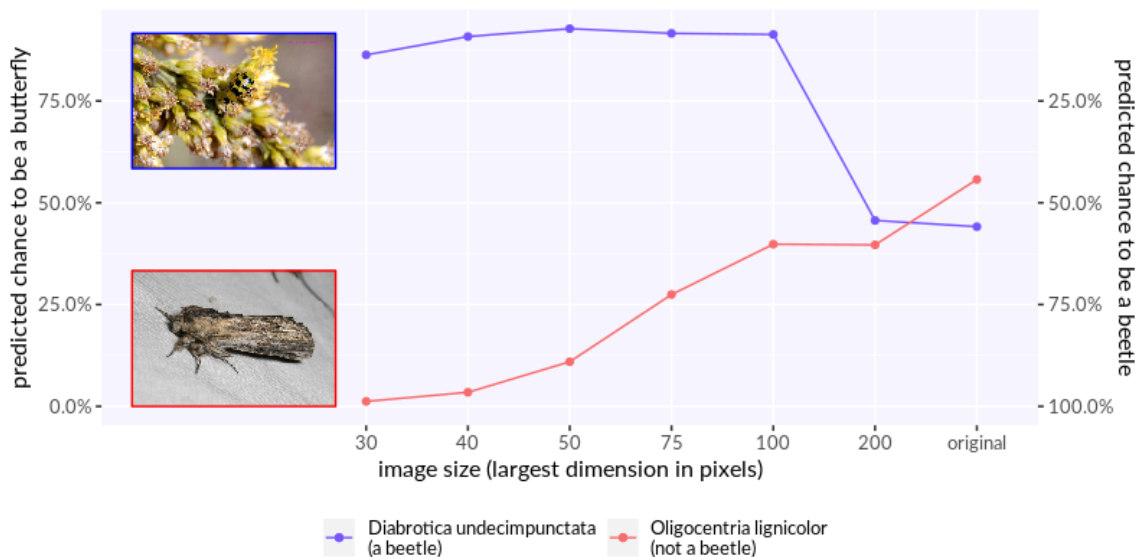 predicted chance to be a butterfly
75.0%
50.0%
25.0%
0.0%
25.0%
50.0%
75.0%
100.0%
predicted chance to be a beetle
30 40 50 75 100 200 original
image size (largest dimension in pixels)
Diabrotica undecimpunctata
(a beetle)
Oligocentria lignicolor
(not a beetle)